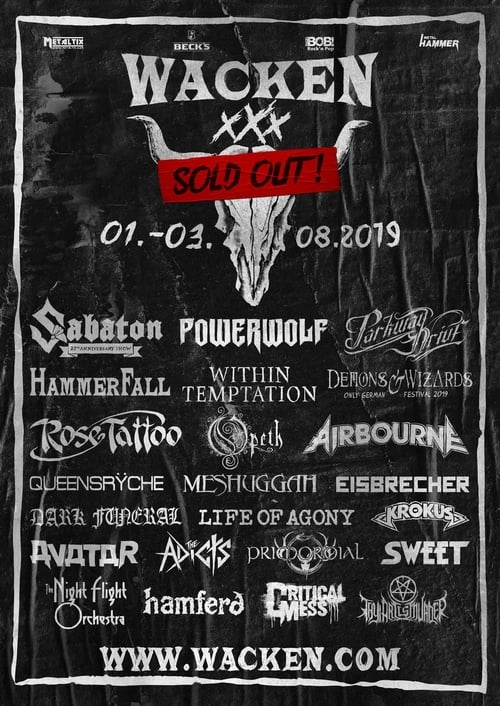 METALTIX
BECK'S
BOB!
Rock'n Pop
METAL HAMMER
WACKEN
XXX
SOLD OUT!
01.-03. 08.2019
Sabaton POWERWOLF Parkway Drive
20TH ANNIVERSARY SHOW
HAMMERFALL WITHIN TEMPTATION DEMONS & WIZARDS
ONLY GERMAN FESTIVAL 2019
Rose Tattoo Opeth AIRBOURNE
QUEENSRŸCHE MESHUGGAH EISBRECHER
DARK FUNERAL LIFE OF AGONY KROKUS
AVATAR THE ADICTS PRIMORDIAL SWEET
The Night Flight Orchestra hamferð CRITICAL MESS THY ART IS MURDER
WWW.WACKEN.COM